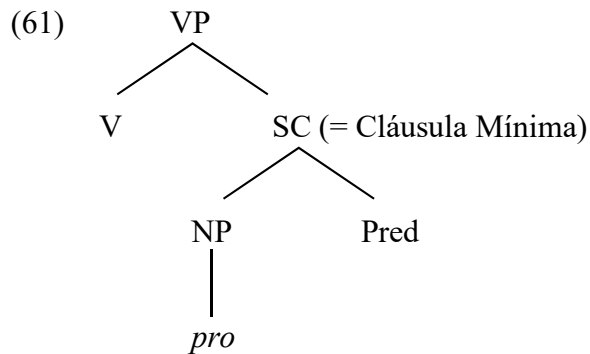 (61) VP
V SC (= Cláusula Mínima)
NP Pred
pro